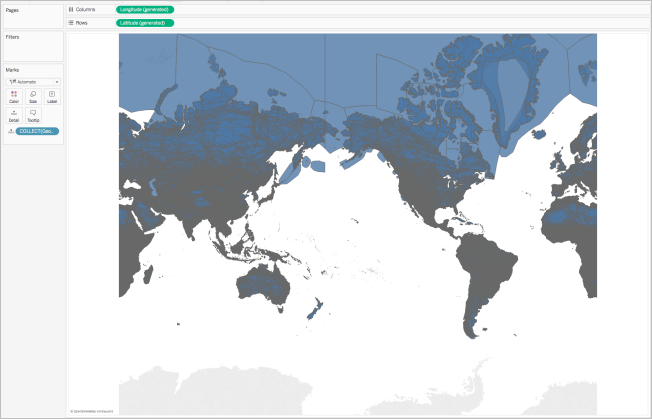 Pages
Columns
Longitude (generated)
Rows
Latitude (generated)
Filters
Marks
Automatic
Color
Size
Label
Detail
Tooltip
COLLECT(Geo..